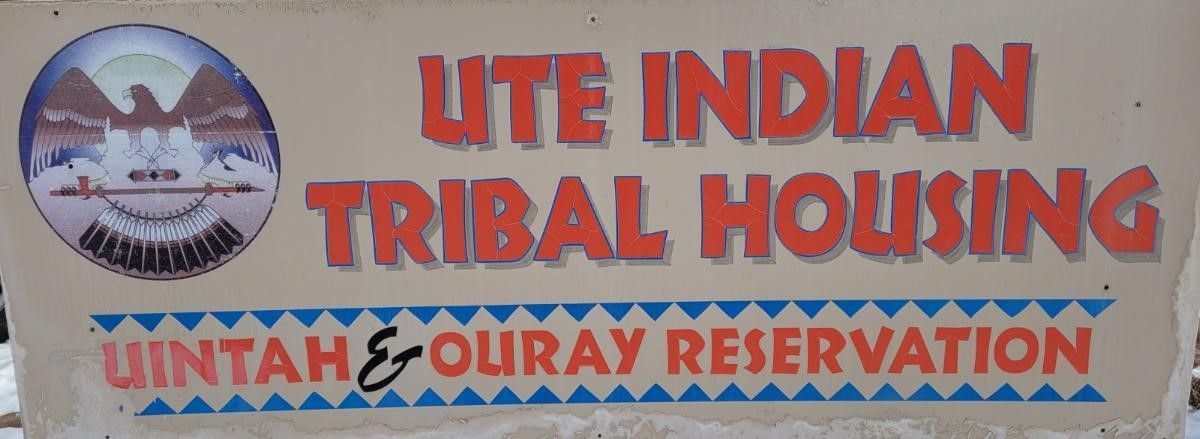 UTE INDIAN
TRIBAL HOUSING
UINTAH & OURAY RESERVATION